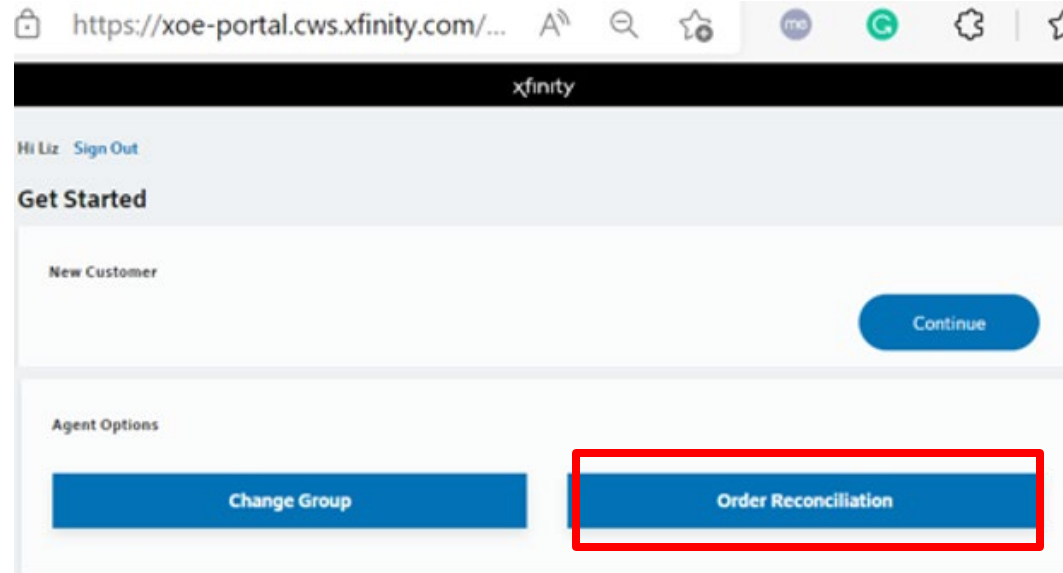 https://xoe-portal.cws.xfinity.com/...
xfinity
Hi Liz Sign Out
Get Started
New Customer
Continue
Agent Options
Change Group
Order Reconciliation